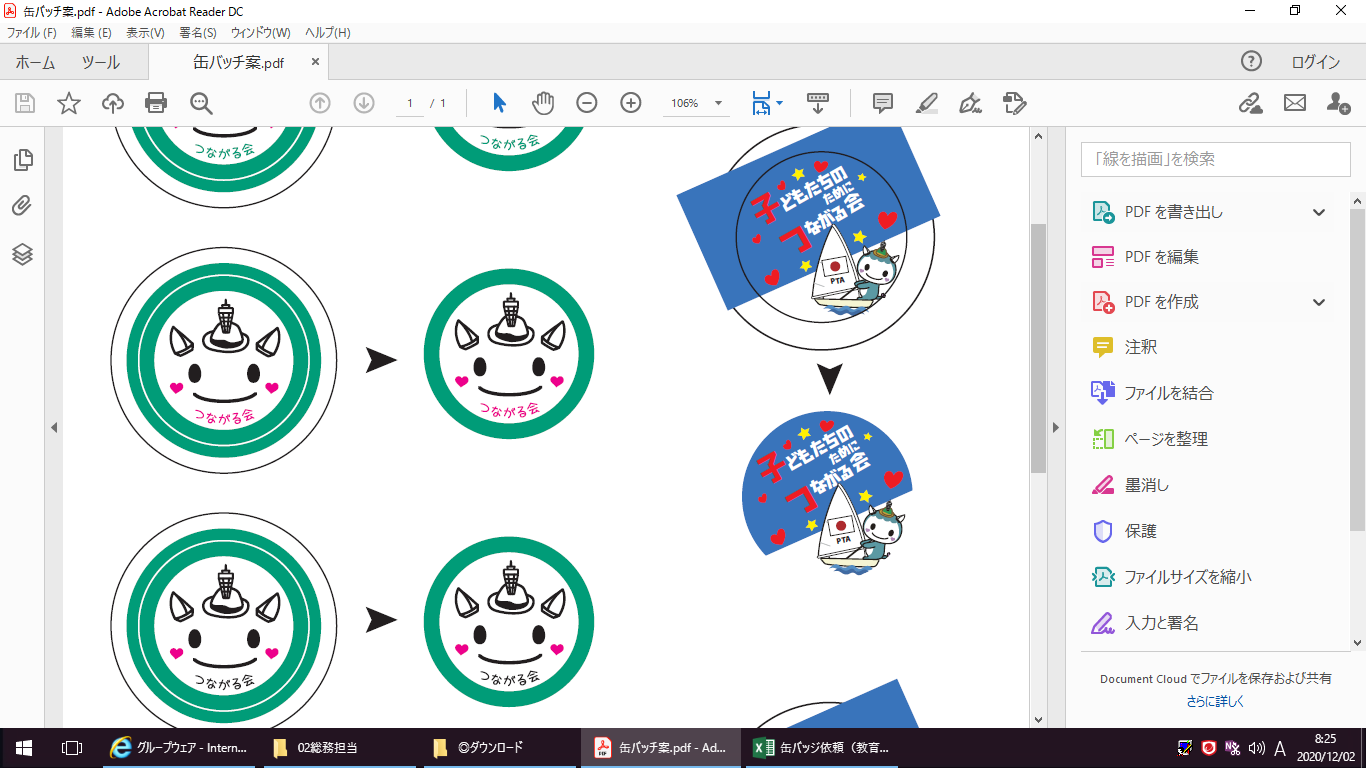 缶バッチ案.pdf - Adobe Acrobat Reader DC
ファイル(F) 編集(E) 表示(V) 署名(S) ウィンドウ(W) ヘルプ(H)
ホーム ツール 缶バッチ案.pdf × ログイン
1 / 1 106%
つながる会
つながる会
つながる会
つながる会
つながる会
つながる会
子どもたちの
ために
つながる会
PTA
子どもたちの
ために
つながる会
PTA
「線を描画」を検索
PDF を書き出し
PDF を編集
PDF を作成
注釈
ファイルを結合
ページを整理
墨消し
保護
ファイルサイズを縮小
入力と署名
Document Cloud でファイルを保存および共有
さらに詳しく
グループウェア - Intern...
02総務担当
◎ダウンロード
缶バッチ案.pdf - Ad...
缶バッジ依頼（教育...
A
8:25
2020/12/02